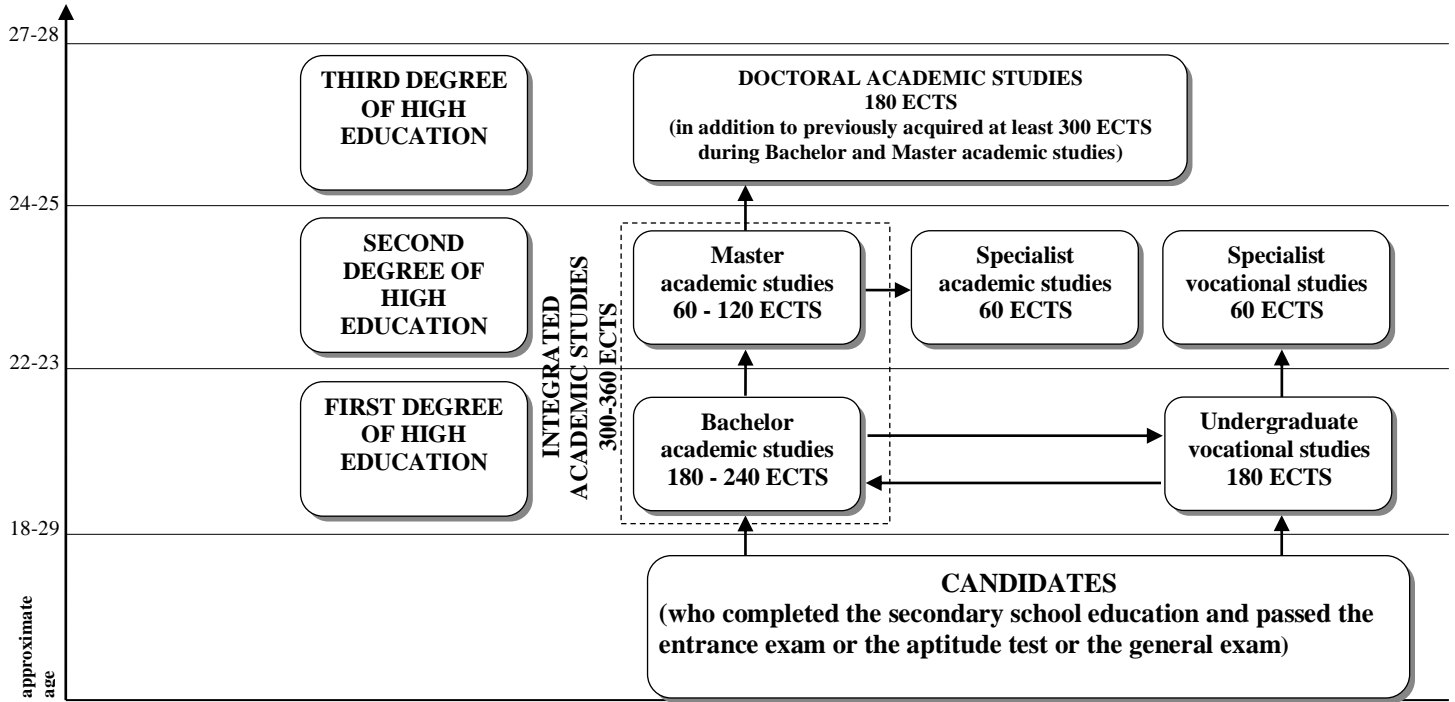 27-28
THIRD DEGREE
OF HIGH
EDUCATION
DOCTORAL ACADEMIC STUDIES
180 ECTS
(in addition to previously acquired at least 300 ECTS
during Bachelor and Master academic studies)
24-25
SECOND
DEGREE OF
HIGH
EDUCATION
INTEGRATED
ACADEMIC STUDIES
300-360 ECTS
Master
academic studies
60 - 120 ECTS
Specialist
academic studies
60 ECTS
Specialist
vocational studies
60 ECTS
22-23
FIRST DEGREE
OF HIGH
EDUCATION
Bachelor
academic studies
180 - 240 ECTS
Undergraduate
vocational studies
180 ECTS
18-29
CANDIDATES
(who completed the secondary school education and passed the
entrance exam or the aptitude test or the general exam)
approximate
age